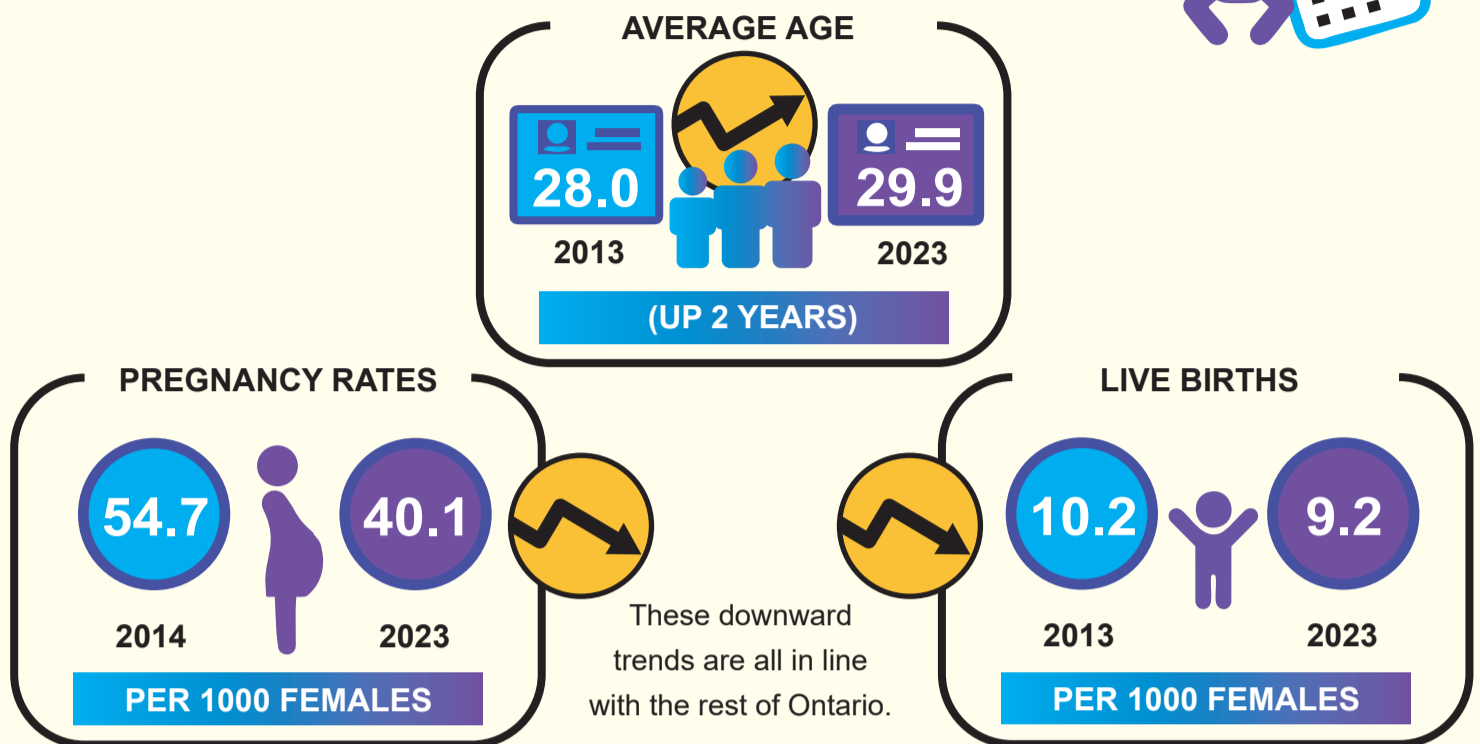 AVERAGE AGE
28.0
29.9
2013
2023
(UP 2 YEARS)
PREGNANCY RATES
54.7
40.1
2014
2023
PER 1000 FEMALES
These downward
trends are all in line
with the rest of Ontario.
LIVE BIRTHS
10.2
9.2
2013
2023
PER 1000 FEMALES